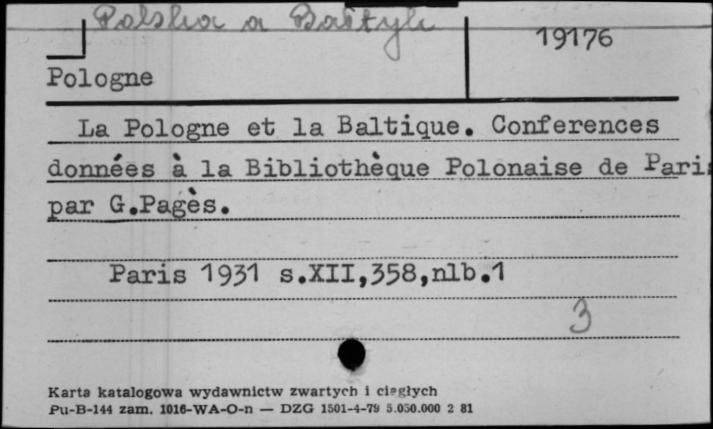 Polska a Bałtyk
19176
Pologne
La Pologne et la Baltique. Conferences
données à la Bibliothèque Polonaise de Pari
par G.Pagès.
Paris 1931 s.XII,358,nlb.1
3
Karta katalogowa wydawnictw zwartych i ciągłych
Pu-B-144 zam. 1016-WA-O-n — DZG 1501-4-79 5.050.000 2 81